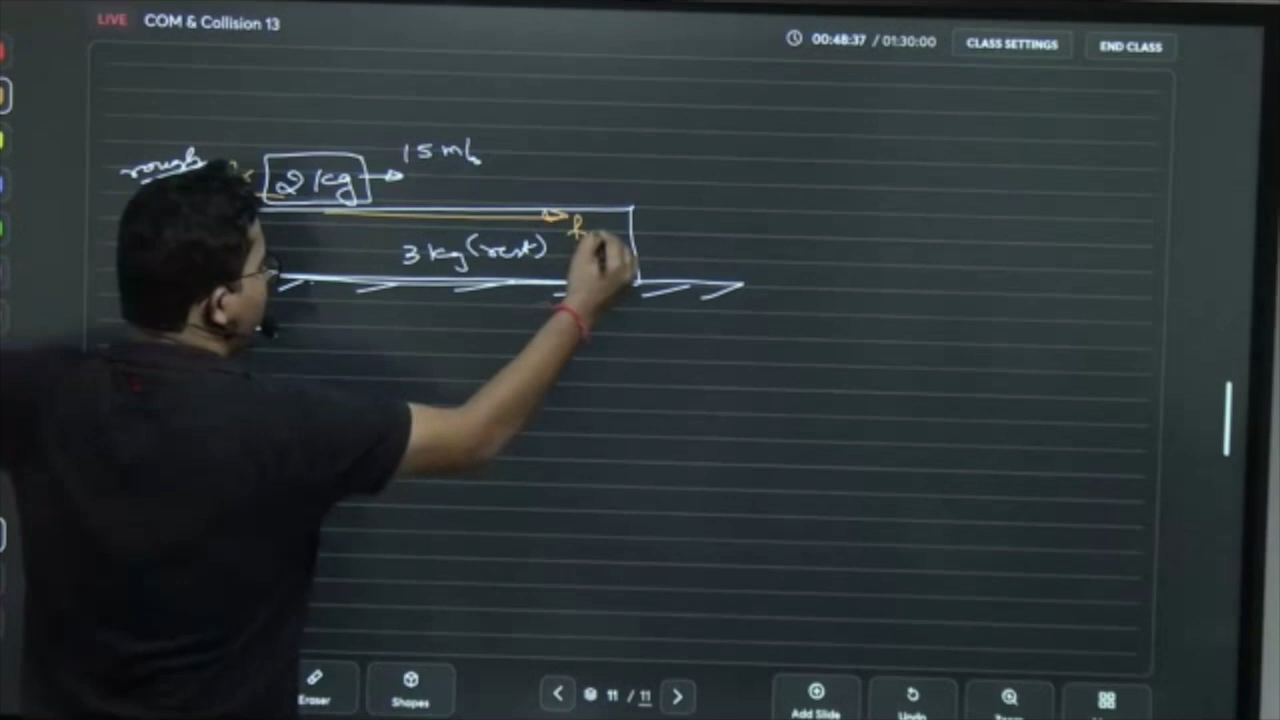 LIVE COM & Collision 13
00:48:37 / 01:30:00 CLASS SETTINGS END CLASS
rough
2 kg
15 m/s
f
3 kg (rest)
Eraser Shapes 11 / 11 Add Slide Undo Zoom